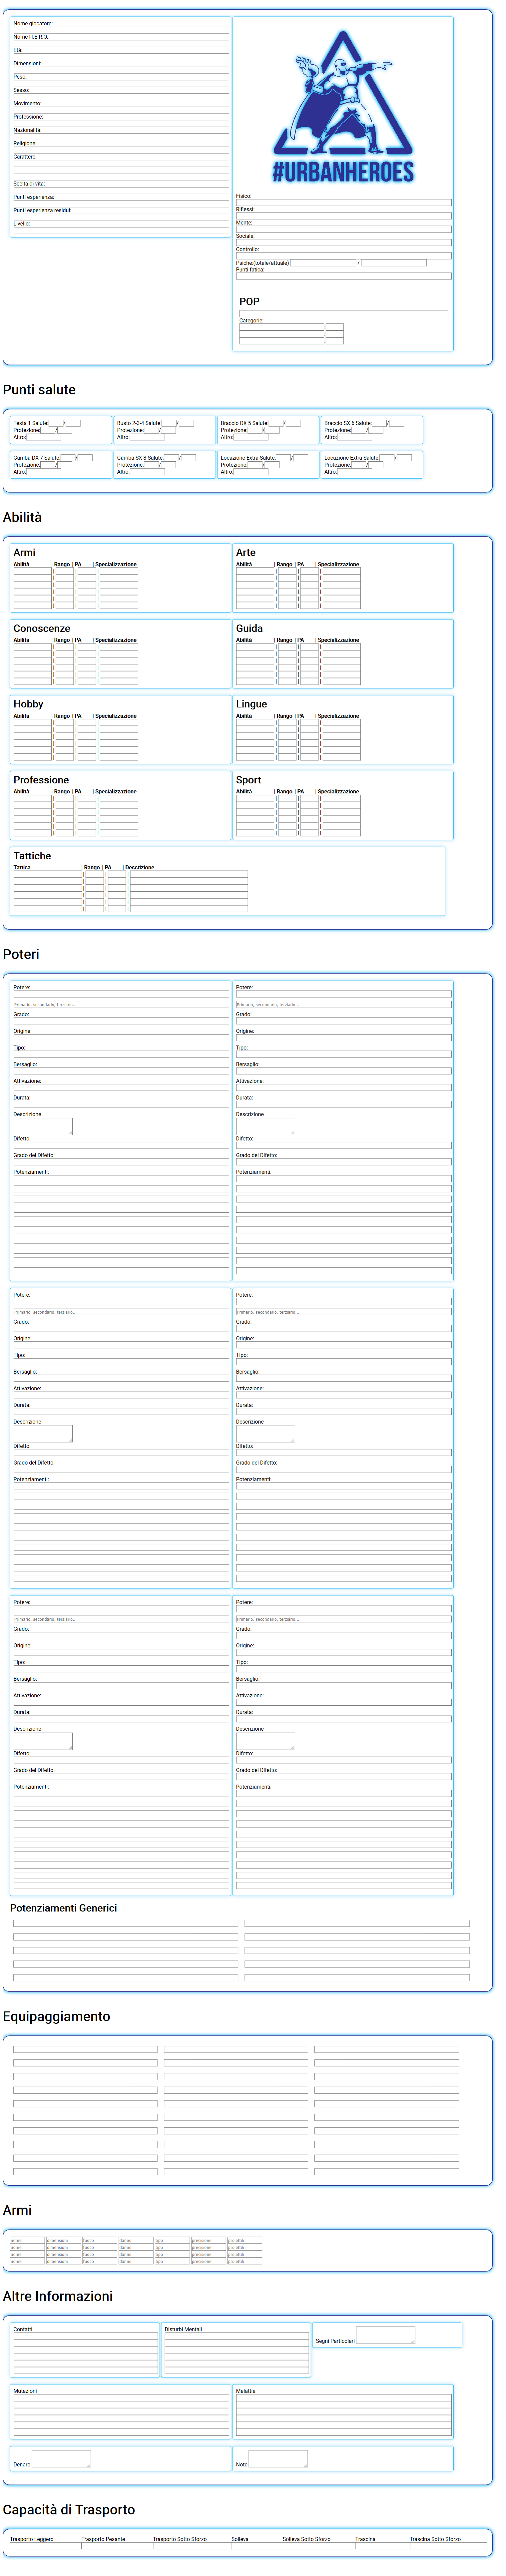 Nome giocatore:
Nome H.E.R.O.:
Età:
Dimensioni:
Peso:
Sesso:
Movimento:
Professione:
Nazionalità:
Religione:
Carattere:
Scelta di vita:
Punti esperienza:
Punti esperienza residui:
Livello:
#URBANHEROES
Fisico:
Riflessi:
Mente:
Sociale:
Controllo:
Psiche:(totale/attuale) /
Punti fatica:
POP
Categorie:
Punti salute
Testa 1 Salute: / Busto 2-3-4 Salute: / Braccio DX 5 Salute: / Braccio SX 6 Salute: /
Protezione: / Protezione: / Protezione: / Protezione: /
Altro: Altro: Altro: Altro:
Gamba DX 7 Salute: / Gamba SX 8 Salute: / Locazione Extra Salute: / Locazione Extra Salute: /
Protezione: / Protezione: / Protezione: / Protezione: /
Altro: Altro: Altro: Altro:
Abilità
Armi Arte
Abilità | Rango | PA | Specializzazione Abilità | Rango | PA | Specializzazione
Conoscenze Guida
Abilità | Rango | PA | Specializzazione Abilità | Rango | PA | Specializzazione
Hobby Lingue
Abilità | Rango | PA | Specializzazione Abilità | Rango | PA | Specializzazione
Professione Sport
Abilità | Rango | PA | Specializzazione Abilità | Rango | PA | Specializzazione
Tattiche
Tattica | Rango | PA | Descrizione
Poteri
Potere: Potere:
Primario, secondario, terziario... Primario, secondario, terziario...
Grado: Grado:
Origine: Origine:
Tipo: Tipo:
Bersaglio: Bersaglio:
Attivazione: Attivazione:
Durata: Durata:
Descrizione Descrizione
Difetto: Difetto:
Grado del Difetto: Grado del Difetto:
Potenziamenti: Potenziamenti:
Potere: Potere:
Primario, secondario, terziario... Primario, secondario, terziario...
Grado: Grado:
Origine: Origine:
Tipo: Tipo:
Bersaglio: Bersaglio:
Attivazione: Attivazione:
Durata: Durata:
Descrizione Descrizione
Difetto: Difetto:
Grado del Difetto: Grado del Difetto:
Potenziamenti: Potenziamenti:
Potere: Potere:
Primario, secondario, terziario... Primario, secondario, terziario...
Grado: Grado:
Origine: Origine:
Tipo: Tipo:
Bersaglio: Bersaglio:
Attivazione: Attivazione:
Durata: Durata:
Descrizione Descrizione
Difetto: Difetto:
Grado del Difetto: Grado del Difetto:
Potenziamenti: Potenziamenti:
Potenziamenti Generici
Equipaggiamento
Armi
nome dimensioni fuoco danno tipo precisione proiettili
nome dimensioni fuoco danno tipo precisione proiettili
nome dimensioni fuoco danno tipo precisione proiettili
nome dimensioni fuoco danno tipo precisione proiettili
Altre Informazioni
Contatti Disturbi Mentali
Segni Particolari
Mutazioni Malattie
Denaro Note
Capacità di Trasporto
Trasporto Leggero Trasporto Pesante Trasporto Sotto Sforzo Solleva Solleva Sotto Sforzo Trascina Trascina Sotto Sforzo